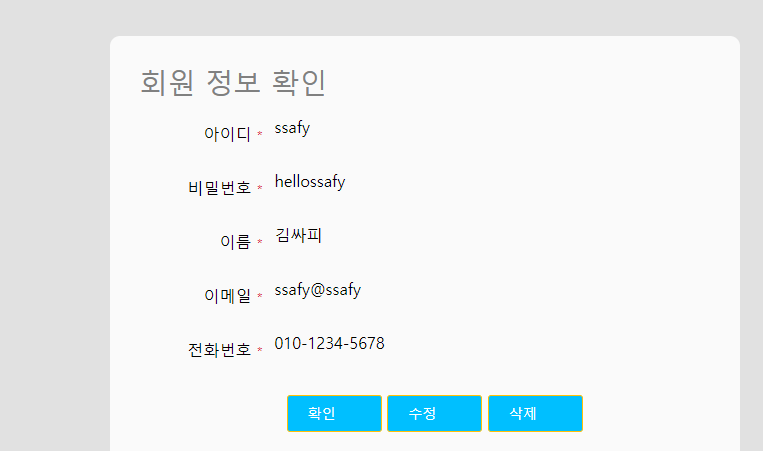 회원 정보 확인
아이디 * ssafy
비밀번호 * hellossafy
이름 * 김싸피
이메일 * ssafy@ssafy
전화번호 * 010-1234-5678
확인 수정 삭제